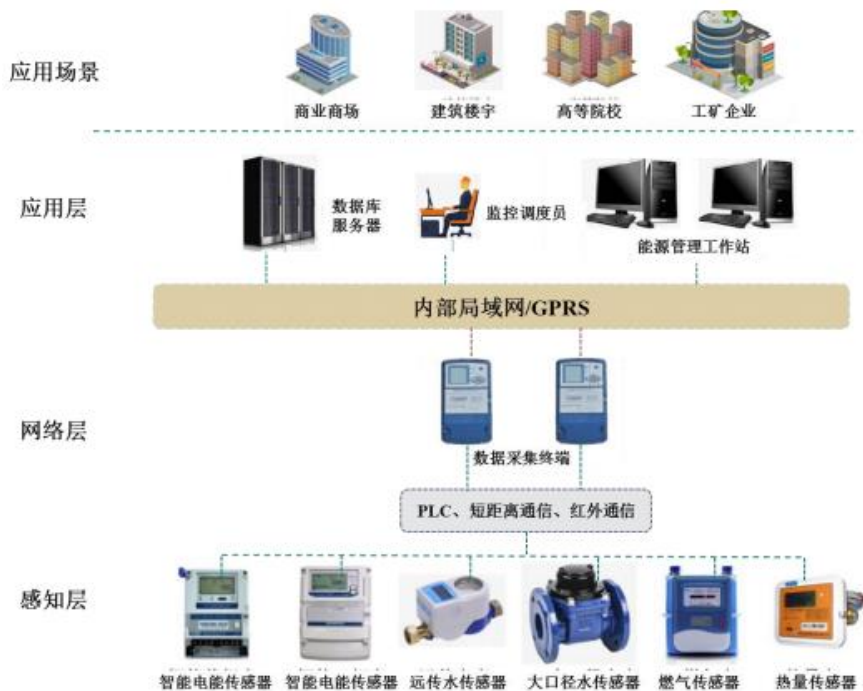 应用场景
商业商场
建筑楼宇
高等院校
工矿企业
应用层
数据库
服务器
监控调度员
能源管理工作站
内部局域网/GPRS
网络层
数据采集终端
PLC、短距离通信、红外通信
感知层
智能电能传感器
智能电能传感器
远传水传感器
大口径水传感器
燃气传感器
热量传感器